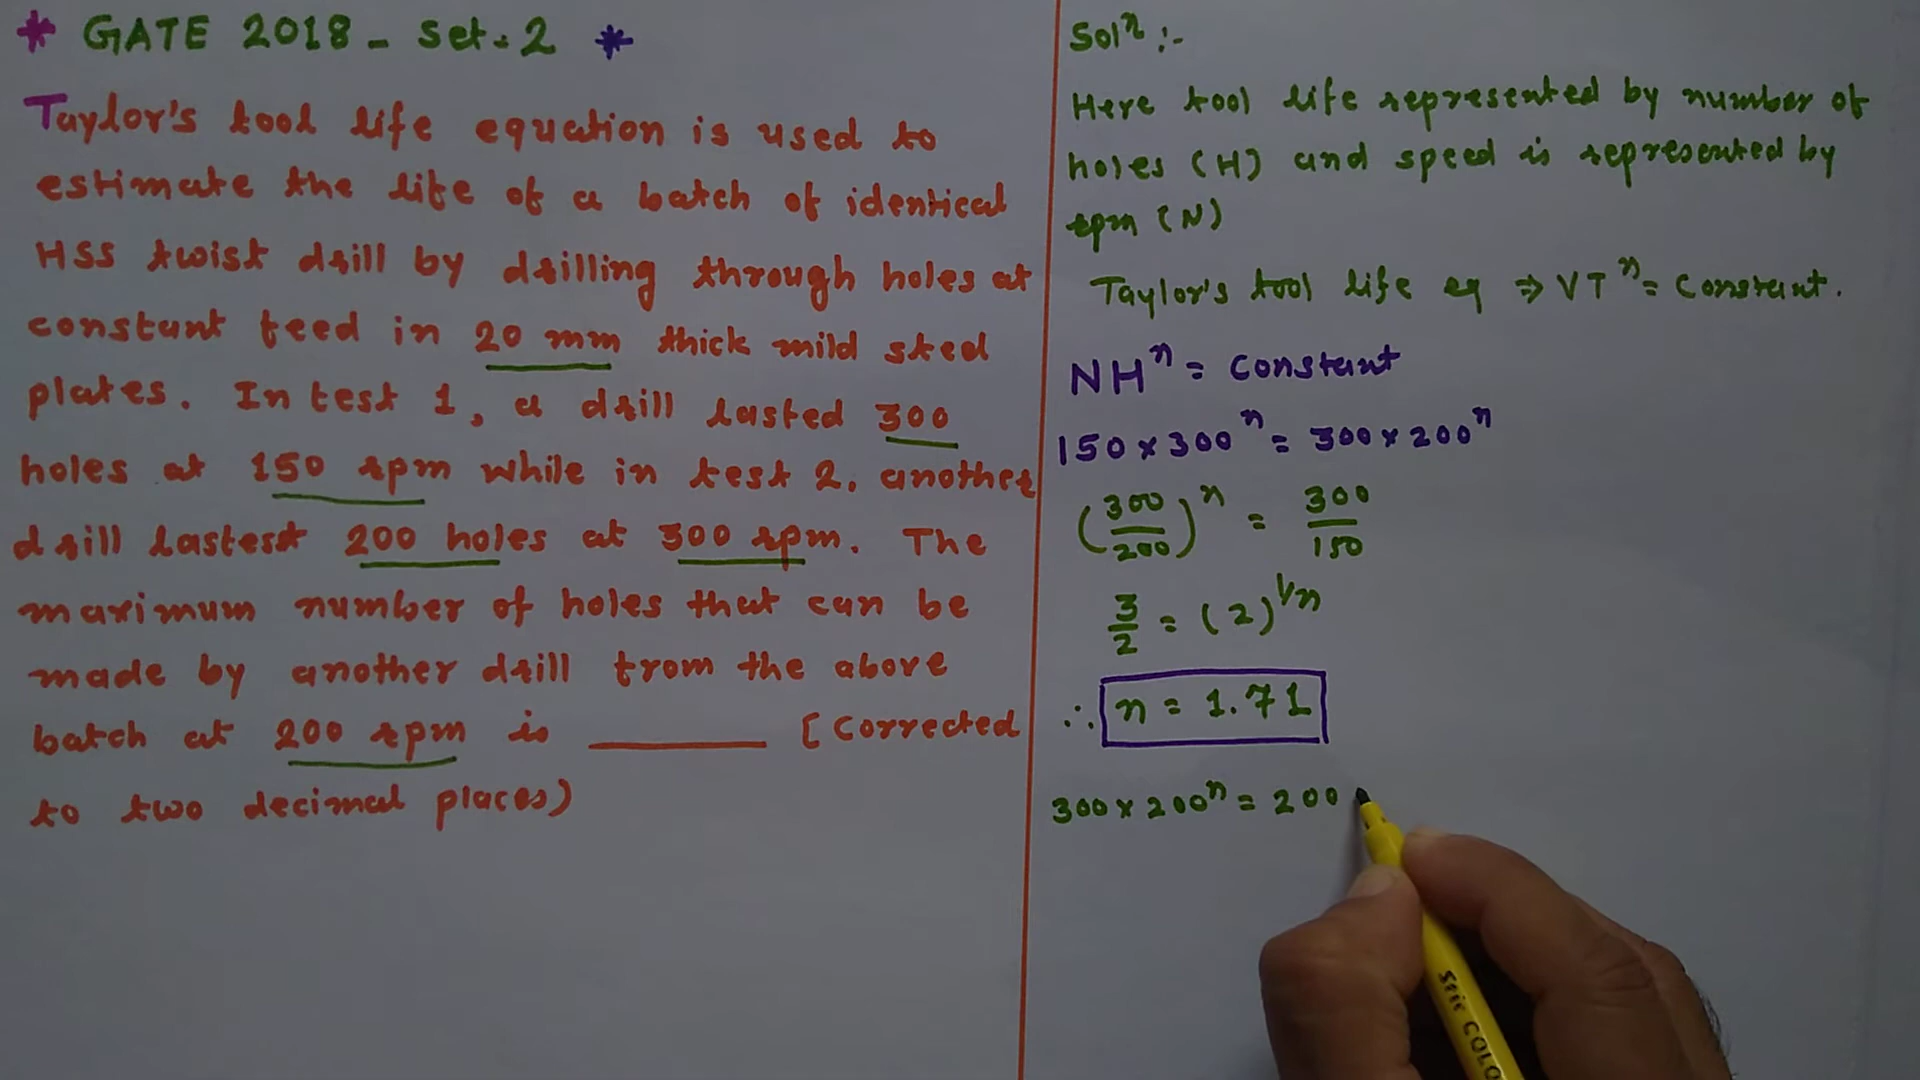 * GATE 2018 - Set-2 *
Taylor's tool life equation is used to
estimate the life of a batch of identical
HSS twist drill by drilling through holes at
constant feed in 20 mm thick mild steel
plates. In test 1, a drill lasted 300
holes at 150 rpm while in test 2, another
drill lastest 200 holes at 300 rpm. The
maximum number of holes that can be
made by another drill from the above
batch at 200 rpm is ________ [Corrected
to two decimal places)
Solⁿ :-
Here tool life represented by number of
holes (H) and speed is represented by
rpm (N)
Taylor's tool life eq ⇒ VTⁿ = Constant.
NHⁿ = Constant
150 × 300ⁿ = 300 × 200ⁿ
(300/200)ⁿ = 300/150
3/2 = (2)^1/n
∴ n = 1.71
300 × 200ⁿ = 200